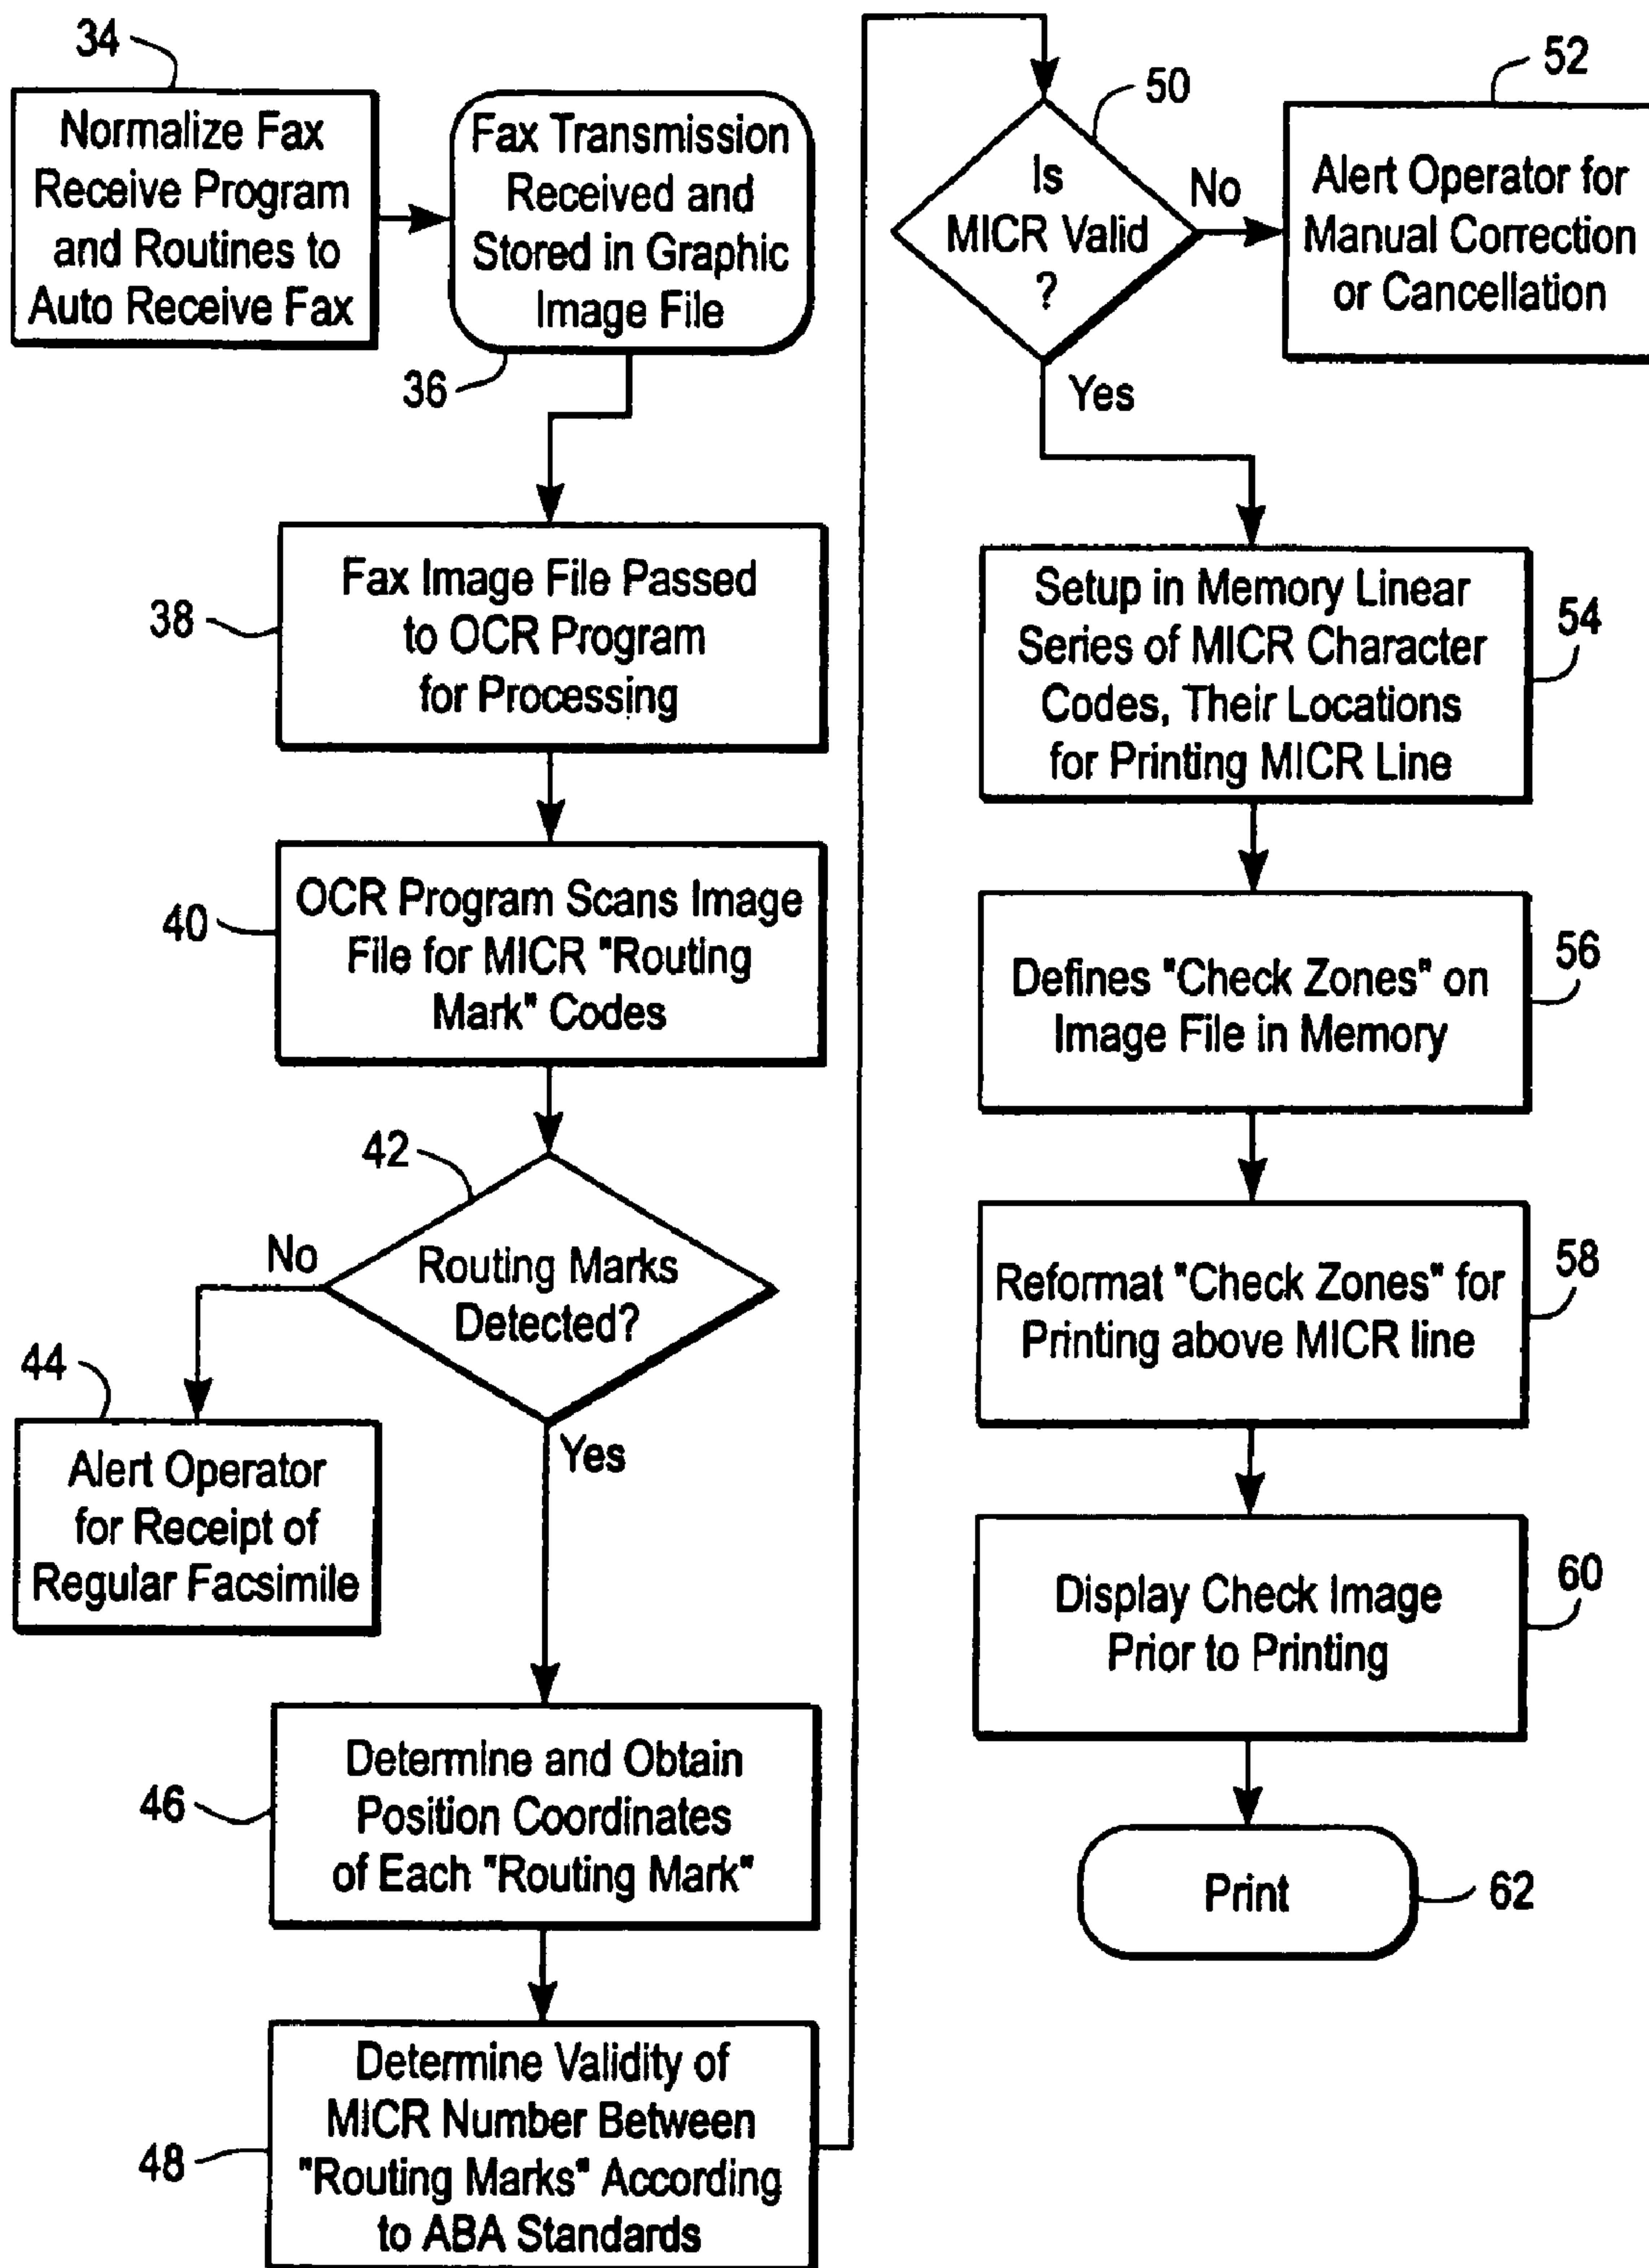 34
Normalize Fax
Receive Program
and Routines to
Auto Receive Fax
Fax Transmission
Received and
Stored in Graphic
Image File
36
38
Fax Image File Passed
to OCR Program
for Processing
40
OCR Program Scans Image
File for MICR "Routing
Mark" Codes
42
Routing Marks
Detected?
No
Yes
44
Alert Operator
for Receipt of
Regular Facsimile
46
Determine and Obtain
Position Coordinates
of Each "Routing Mark"
48
Determine Validity of
MICR Number Between
"Routing Marks" According
to ABA Standards
50
Is
MICR Valid
?
No
Yes
52
Alert Operator for
Manual Correction
or Cancellation
Setup in Memory Linear
Series of MICR Character
Codes, Their Locations
for Printing MICR Line
54
Defines "Check Zones" on
Image File in Memory
56
Reformat "Check Zones" for
Printing above MICR line
58
Display Check Image
Prior to Printing
60
Print
62